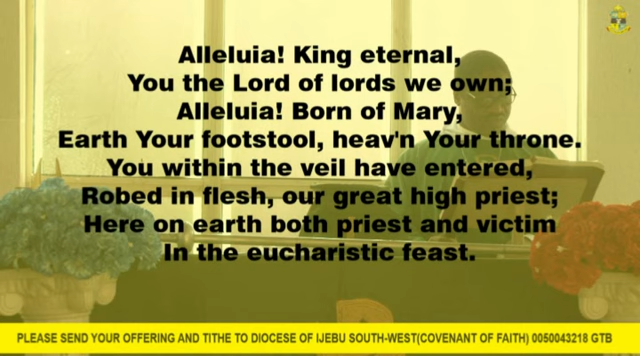 Alleluia! King eternal,
You the Lord of lords we own;
Alleluia! Born of Mary,
Earth Your footstool, heav'n Your throne.
You within the veil have entered,
Robed in flesh, our great high priest;
Here on earth both priest and victim
In the eucharistic feast.
PLEASE SEND YOUR OFFERING AND TITHE TO DIOCESE OF IJEBU SOUTH-WEST(COVENANT OF FAITH) 0050043218 GTB